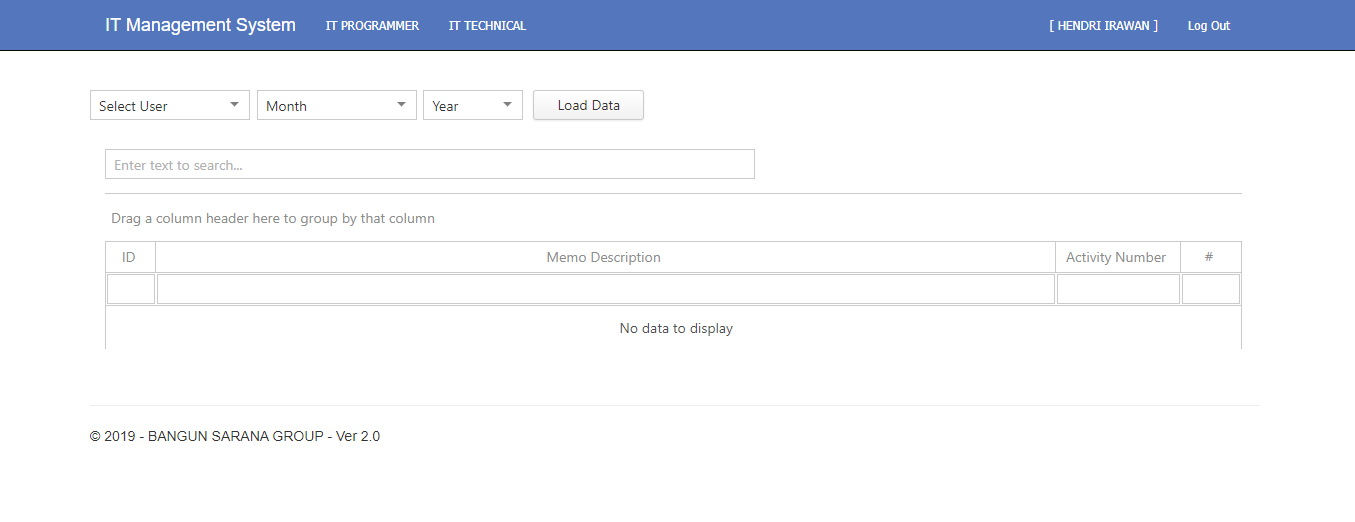 IT Management System IT PROGRAMMER IT TECHNICAL [ HENDRI IRAWAN ] Log Out
Select User Month Year Load Data
Enter text to search...
Drag a column header here to group by that column
ID Memo Description Activity Number #
No data to display
© 2019 - BANGUN SARANA GROUP - Ver 2.0